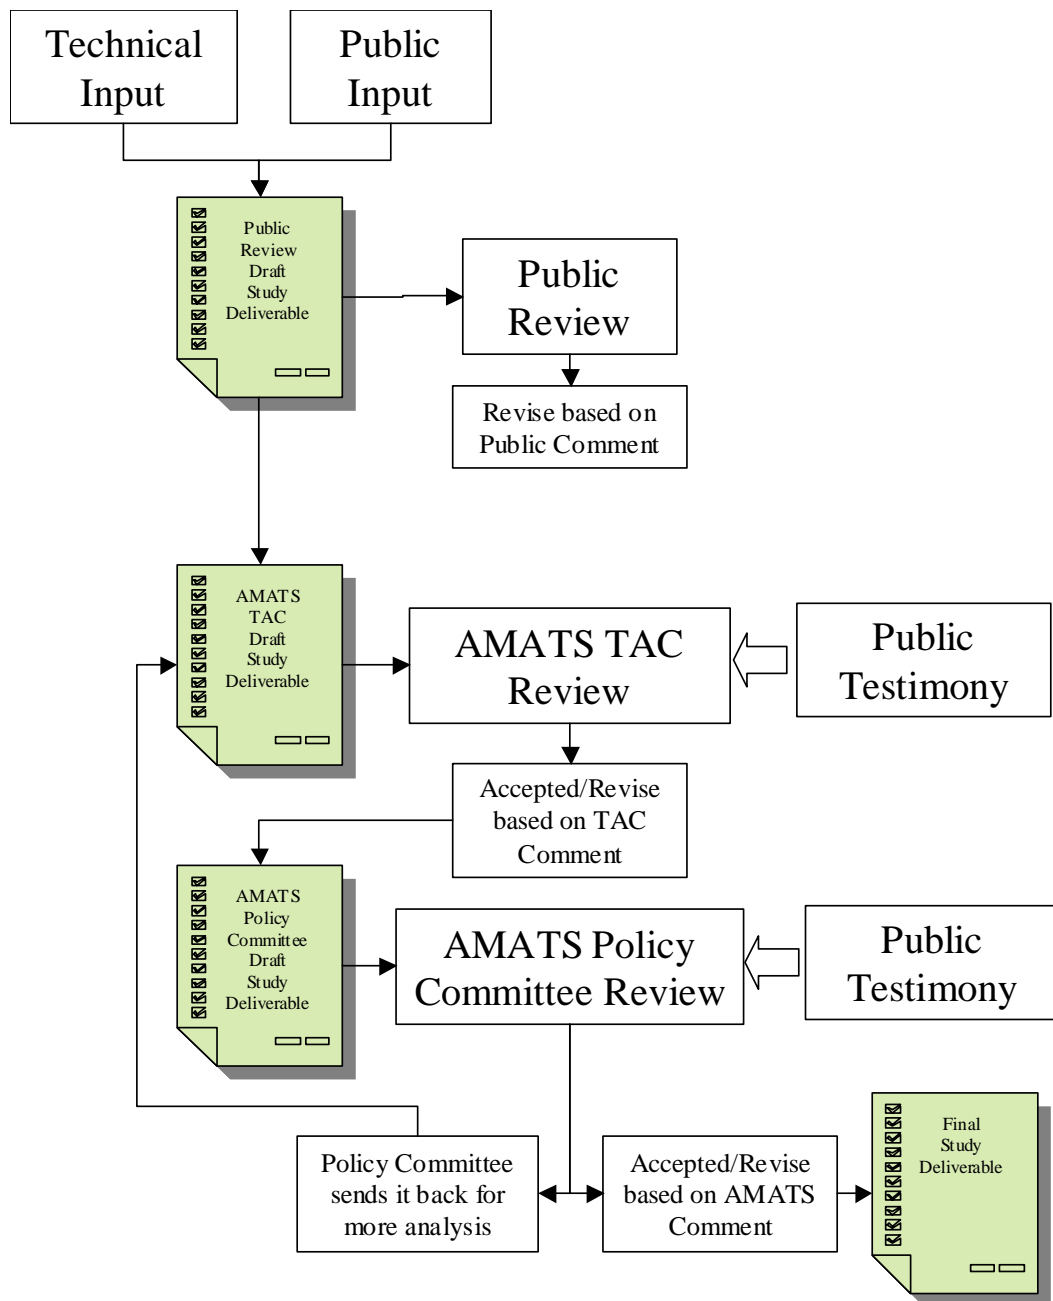 Technical
Input
Public
Input
Public
Review
Draft
Study
Deliverable
Public
Review
Revise based on
Public Comment
AMATS
TAC
Draft
Study
Deliverable
AMATS TAC
Review
Public
Testimony
Accepted/Revise
based on TAC
Comment
AMATS
Policy
Committee
Draft
Study
Deliverable
AMATS Policy
Committee Review
Public
Testimony
Policy Committee
sends it back for
more analysis
Accepted/Revise
based on AMATS
Comment
Final
Study
Deliverable